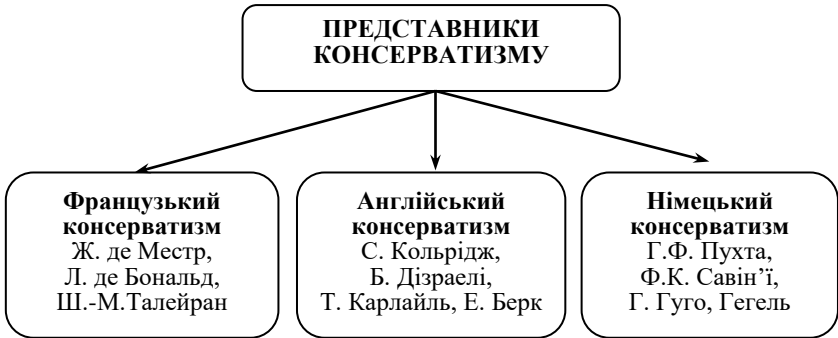 ПРЕДСТАВНИКИ
КОНСЕРВАТИЗМУ
Французький
консерватизм
Ж. де Местр,
Л. де Бональд,
Ш.-М.Талейран
Англійський
консерватизм
С. Кольрідж,
Б. Дізраелі,
Т. Карлайль, Е. Берк
Німецький
консерватизм
Г.Ф. Пухта,
Ф.К. Савін’ї,
Г. Гуго, Гегель